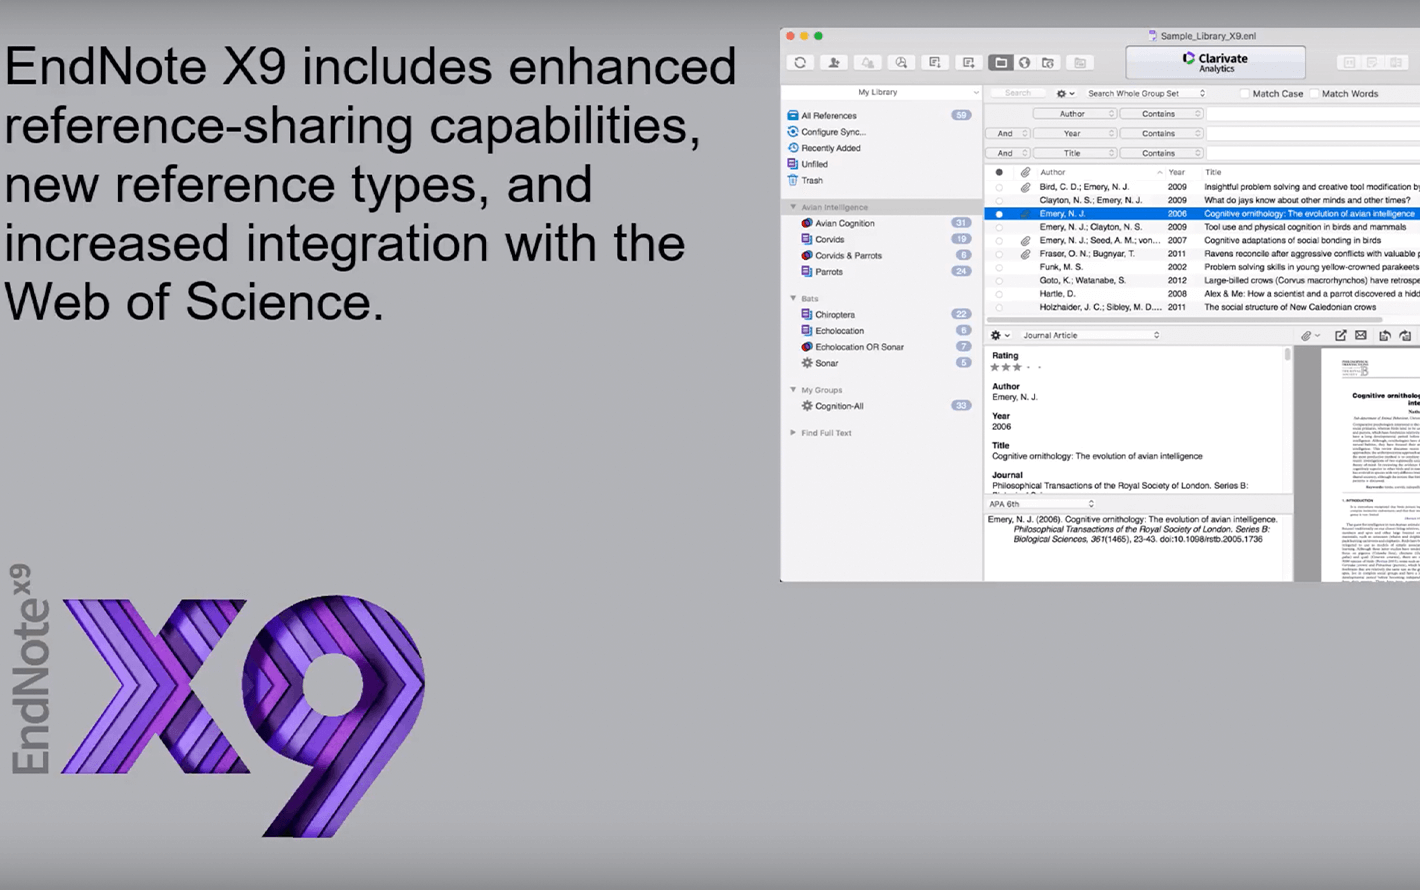 EndNote X9 includes enhanced
reference-sharing capabilities,
new reference types, and
increased integration with the
Web of Science.
EndNote x9
X9
Sample_Library_X9.enl
Clarivate
Analytics
My Library
All References 59
Configure Sync...
Recently Added
Unfiled
Trash
Avian Intelligence
Avian Cognition 31
Corvids 19
Corvids & Parrots 6
Parrots 24
Bats
Chiroptera 22
Echolocation 6
Echolocation OR Sonar 7
Sonar 5
My Groups
Cognition-All 33
Find Full Text
Search Search Whole Group Set Match Case Match Words
Author Contains
And Year Contains
And Title Contains
Author Year Title
Bird, C. D.; Emery, N. J. 2009 Insightful problem solving and creative tool modification by
Clayton, N. S.; Emery, N. J. 2009 What do jays know about other minds and other times?
Emery, N. J. 2006 Cognitive ornithology: The evolution of avian intelligence
Emery, N. J.; Clayton, N. S. 2009 Tool use and physical cognition in birds and mammals
Emery, N. J.; Seed, A. M.; von... 2007 Cognitive adaptations of social bonding in birds
Fraser, O. N.; Bugnyar, T. 2011 Ravens reconcile after aggressive conflicts with valuable
Funk, M. S. 2002 Problem solving skills in young yellow-crowned parakeets
Goto, K.; Watanabe, S. 2012 Large-billed crows (Corvus macrorhynchos) have retrospe
Hartle, D. 2008 Alex & Me: How a scientist and a parrot discovered a hidd
Holzhaider, J. C.; Sibley, M. D.... 2011 The social structure of New Caledonian crows
Journal Article
Rating
Author
Emery, N. J.
Year
2006
Title
Cognitive ornithology: The evolution of avian intelligence
Journal
Philosophical Transactions of the Royal Society of London. Series B:
APA 6th
Emery, N. J. (2006). Cognitive ornithology: The evolution of avian intelligence.
Philosophical Transactions of the Royal Society of London. Series B:
Biological Sciences, 361(1465), 23-43. doi:10.1098/rstb.2005.1736
Cognitive ornitholog
inte
1. INTRODUCTION